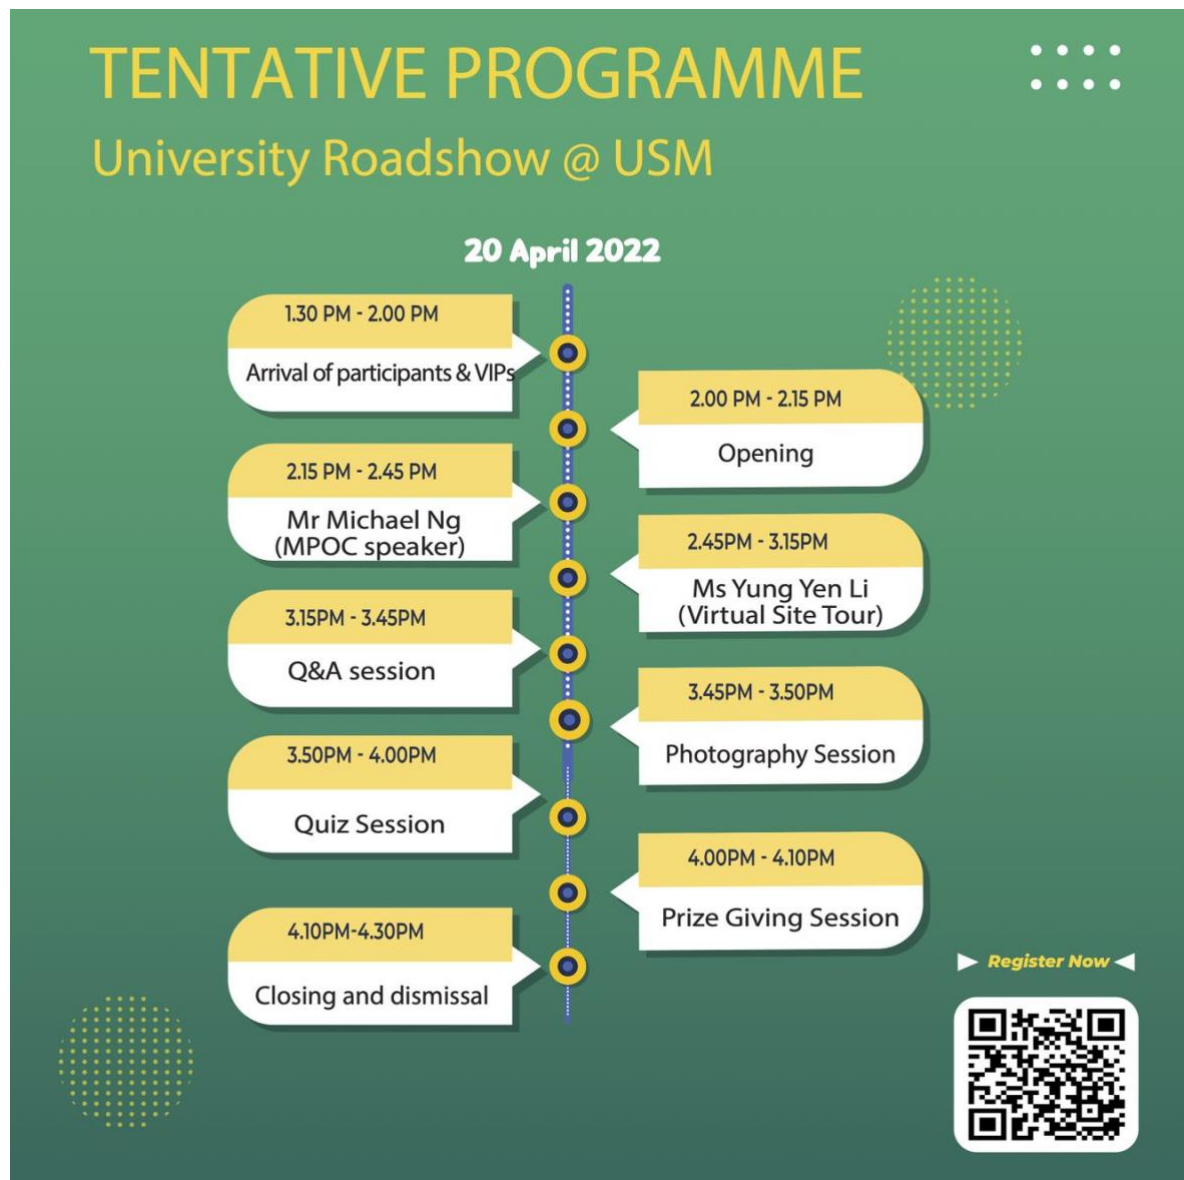 TENTATIVE PROGRAMME
University Roadshow @ USM
20 April 2022
1.30 PM - 2.00 PM
Arrival of participants & VIPs
2.00 PM - 2.15 PM
Opening
2.15 PM - 2.45 PM
Mr Michael Ng
(MPOC speaker)
2.45PM - 3.15PM
Ms Yung Yen Li
(Virtual Site Tour)
3.15PM - 3.45PM
Q&A session
3.45PM - 3.50PM
Photography Session
3.50PM - 4.00PM
Quiz Session
4.00PM - 4.10PM
Prize Giving Session
4.10PM-4.30PM
Closing and dismissal
Register Now